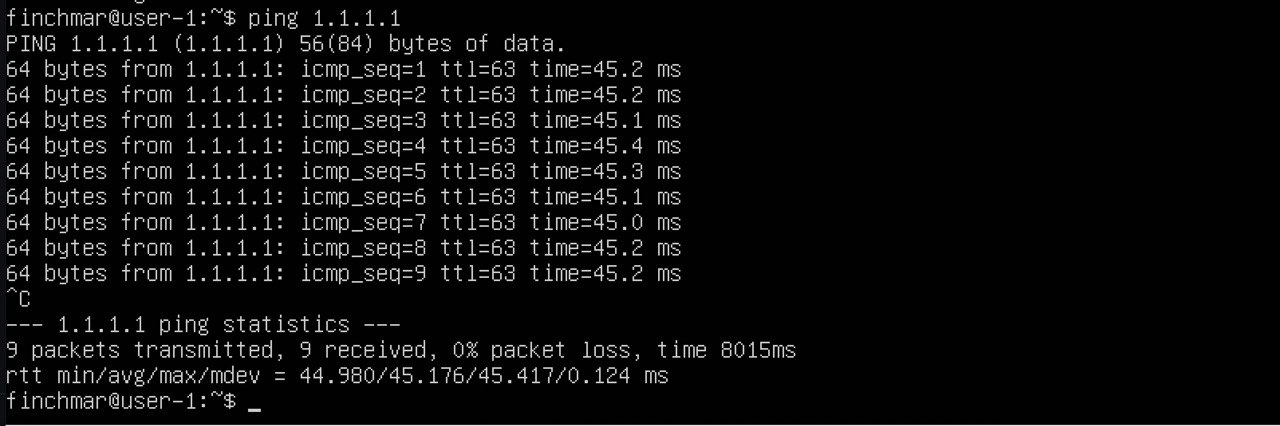 finchmar@user-1:~$ ping 1.1.1.1
PING 1.1.1.1 (1.1.1.1) 56(84) bytes of data.
64 bytes from 1.1.1.1: icmp_seq=1 ttl=63 time=45.2 ms
64 bytes from 1.1.1.1: icmp_seq=2 ttl=63 time=45.2 ms
64 bytes from 1.1.1.1: icmp_seq=3 ttl=63 time=45.1 ms
64 bytes from 1.1.1.1: icmp_seq=4 ttl=63 time=45.4 ms
64 bytes from 1.1.1.1: icmp_seq=5 ttl=63 time=45.3 ms
64 bytes from 1.1.1.1: icmp_seq=6 ttl=63 time=45.1 ms
64 bytes from 1.1.1.1: icmp_seq=7 ttl=63 time=45.0 ms
64 bytes from 1.1.1.1: icmp_seq=8 ttl=63 time=45.2 ms
64 bytes from 1.1.1.1: icmp_seq=9 ttl=63 time=45.2 ms
^C
--- 1.1.1.1 ping statistics ---
9 packets transmitted, 9 received, 0% packet loss, time 8015ms
rtt min/avg/max/mdev = 44.980/45.176/45.417/0.124 ms
finchmar@user-1:~$ _